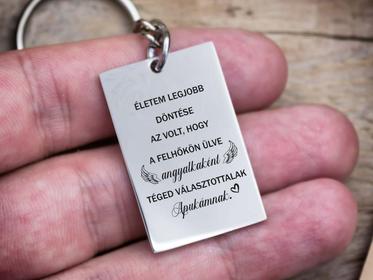 ÉLETEM LEGJOBB
DÖNTÉSE
AZ VOLT, HOGY
A FELHŐKÖN ÜLVE
angyalkaként
TÉGED VÁLASZTOTTALAK
Apukámnak.